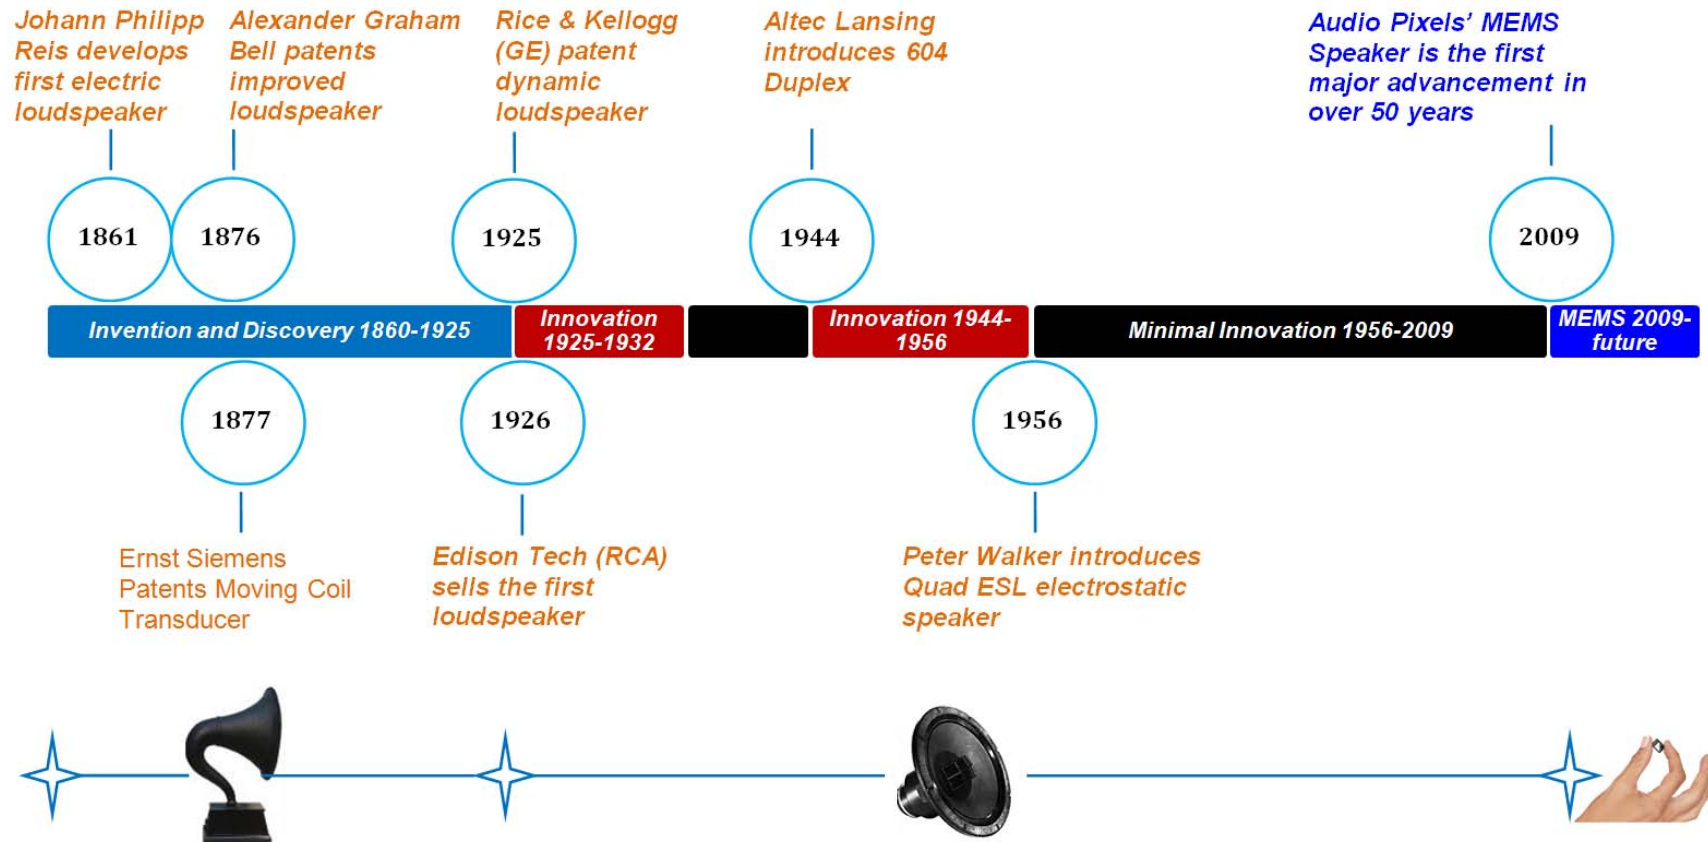 Johann Philipp
Reis develops
first electric
loudspeaker
Alexander Graham
Bell patents
improved
loudspeaker
Rice & Kellogg
(GE) patent
dynamic
loudspeaker
Altec Lansing
introduces 604
Duplex
Audio Pixels’ MEMS
Speaker is the first
major advancement in
over 50 years
1861
1876
1925
1944
2009
Invention and Discovery 1860-1925
Innovation
1925-1932
Innovation 1944-
1956
Minimal Innovation 1956-2009
MEMS 2009-
future
1877
1926
1956
Ernst Siemens
Patents Moving Coil
Transducer
Edison Tech (RCA)
sells the first
loudspeaker
Peter Walker introduces
Quad ESL electrostatic
speaker